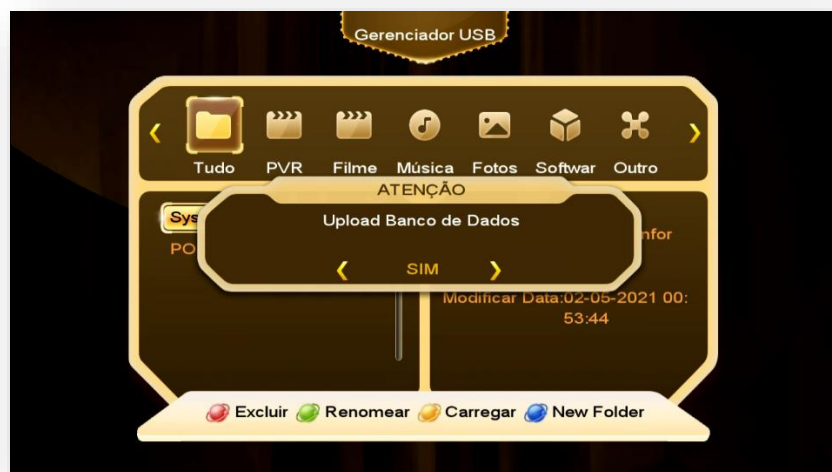 Gerenciador USB
Tudo PVR Filme Música Fotos Softwar Outro
ATENÇÃO
Sys
Upload Banco de Dados
nfor
PO
SIM
Modificar Data:02-05-2021 00:
53:44
Excluir Renomear Carregar New Folder